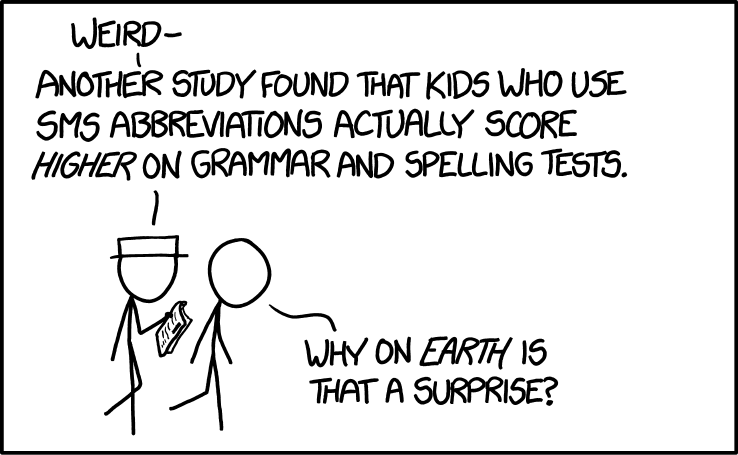 WEIRD–
ANOTHER STUDY FOUND THAT KIDS WHO USE
SMS ABBREVIATIONS ACTUALLY SCORE
HIGHER ON GRAMMAR AND SPELLING TESTS.
WHY ON EARTH IS
THAT A SURPRISE?